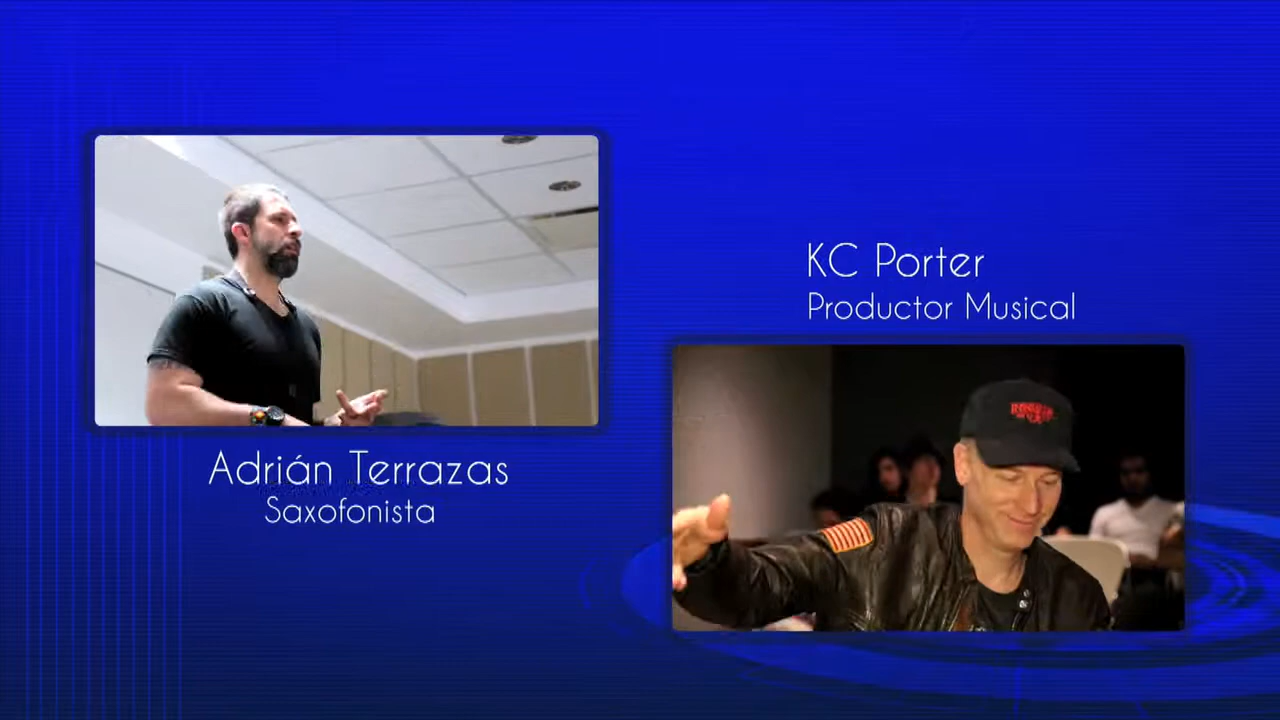 KC Porter
Productor Musical
Adrián Terrazas
Saxofonista